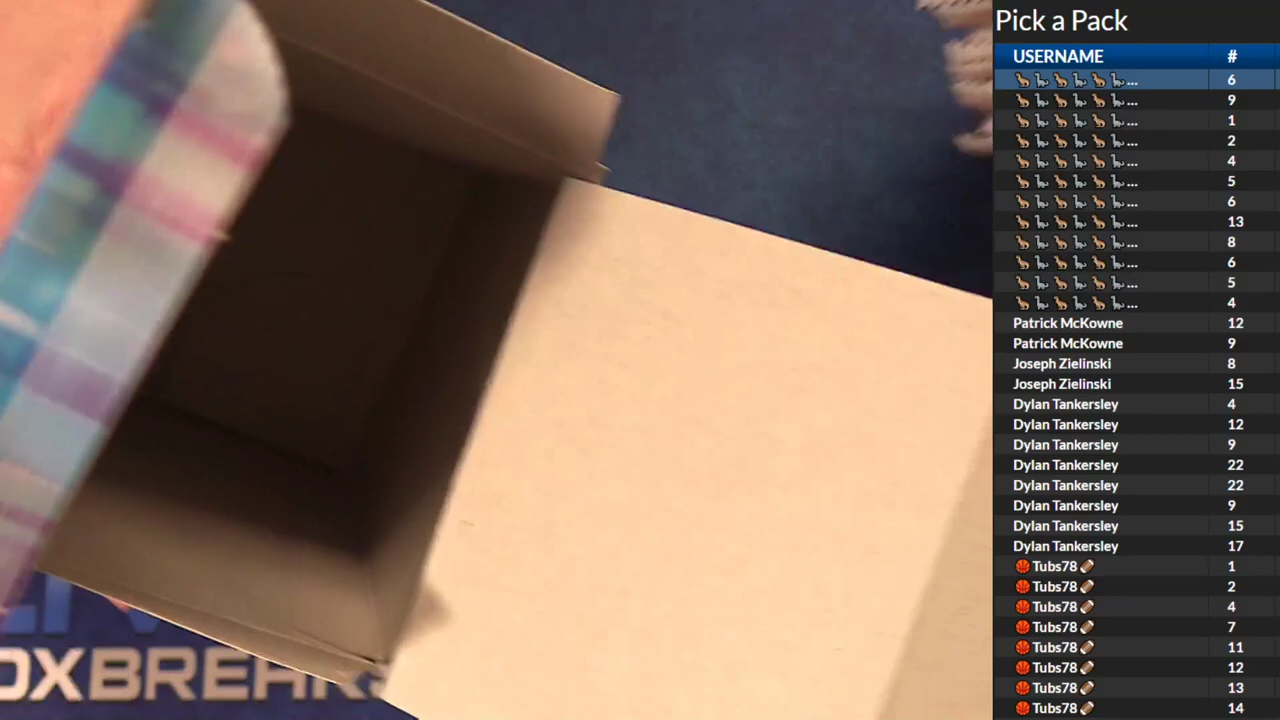 Pick a Pack
USERNAME #
🦘 🦕 🦘 🦕 🦘 🦕 ... 6
🦘 🦕 🦘 🦕 🦘 🦕 ... 9
🦘 🦕 🦘 🦕 🦘 🦕 ... 1
🦘 🦕 🦘 🦕 🦘 🦕 ... 2
🦘 🦕 🦘 🦕 🦘 🦕 ... 4
🦘 🦕 🦘 🦕 🦘 🦕 ... 5
🦘 🦕 🦘 🦕 🦘 🦕 ... 6
🦘 🦕 🦘 🦕 🦘 🦕 ... 13
🦘 🦕 🦘 🦕 🦘 🦕 ... 8
🦘 🦕 🦘 🦕 🦘 🦕 ... 6
🦘 🦕 🦘 🦕 🦘 🦕 ... 5
🦘 🦕 🦘 🦕 🦘 🦕 ... 4
Patrick McKowne 12
Patrick McKowne 9
Joseph Zielinski 8
Joseph Zielinski 15
Dylan Tankersley 4
Dylan Tankersley 12
Dylan Tankersley 9
Dylan Tankersley 22
Dylan Tankersley 22
Dylan Tankersley 9
Dylan Tankersley 15
Dylan Tankersley 17
🏀 Tubs78 🏈 1
🏀 Tubs78 🏈 2
🏀 Tubs78 🏈 4
🏀 Tubs78 🏈 7
🏀 Tubs78 🏈 11
🏀 Tubs78 🏈 12
🏀 Tubs78 🏈 13
🏀 Tubs78 🏈 14